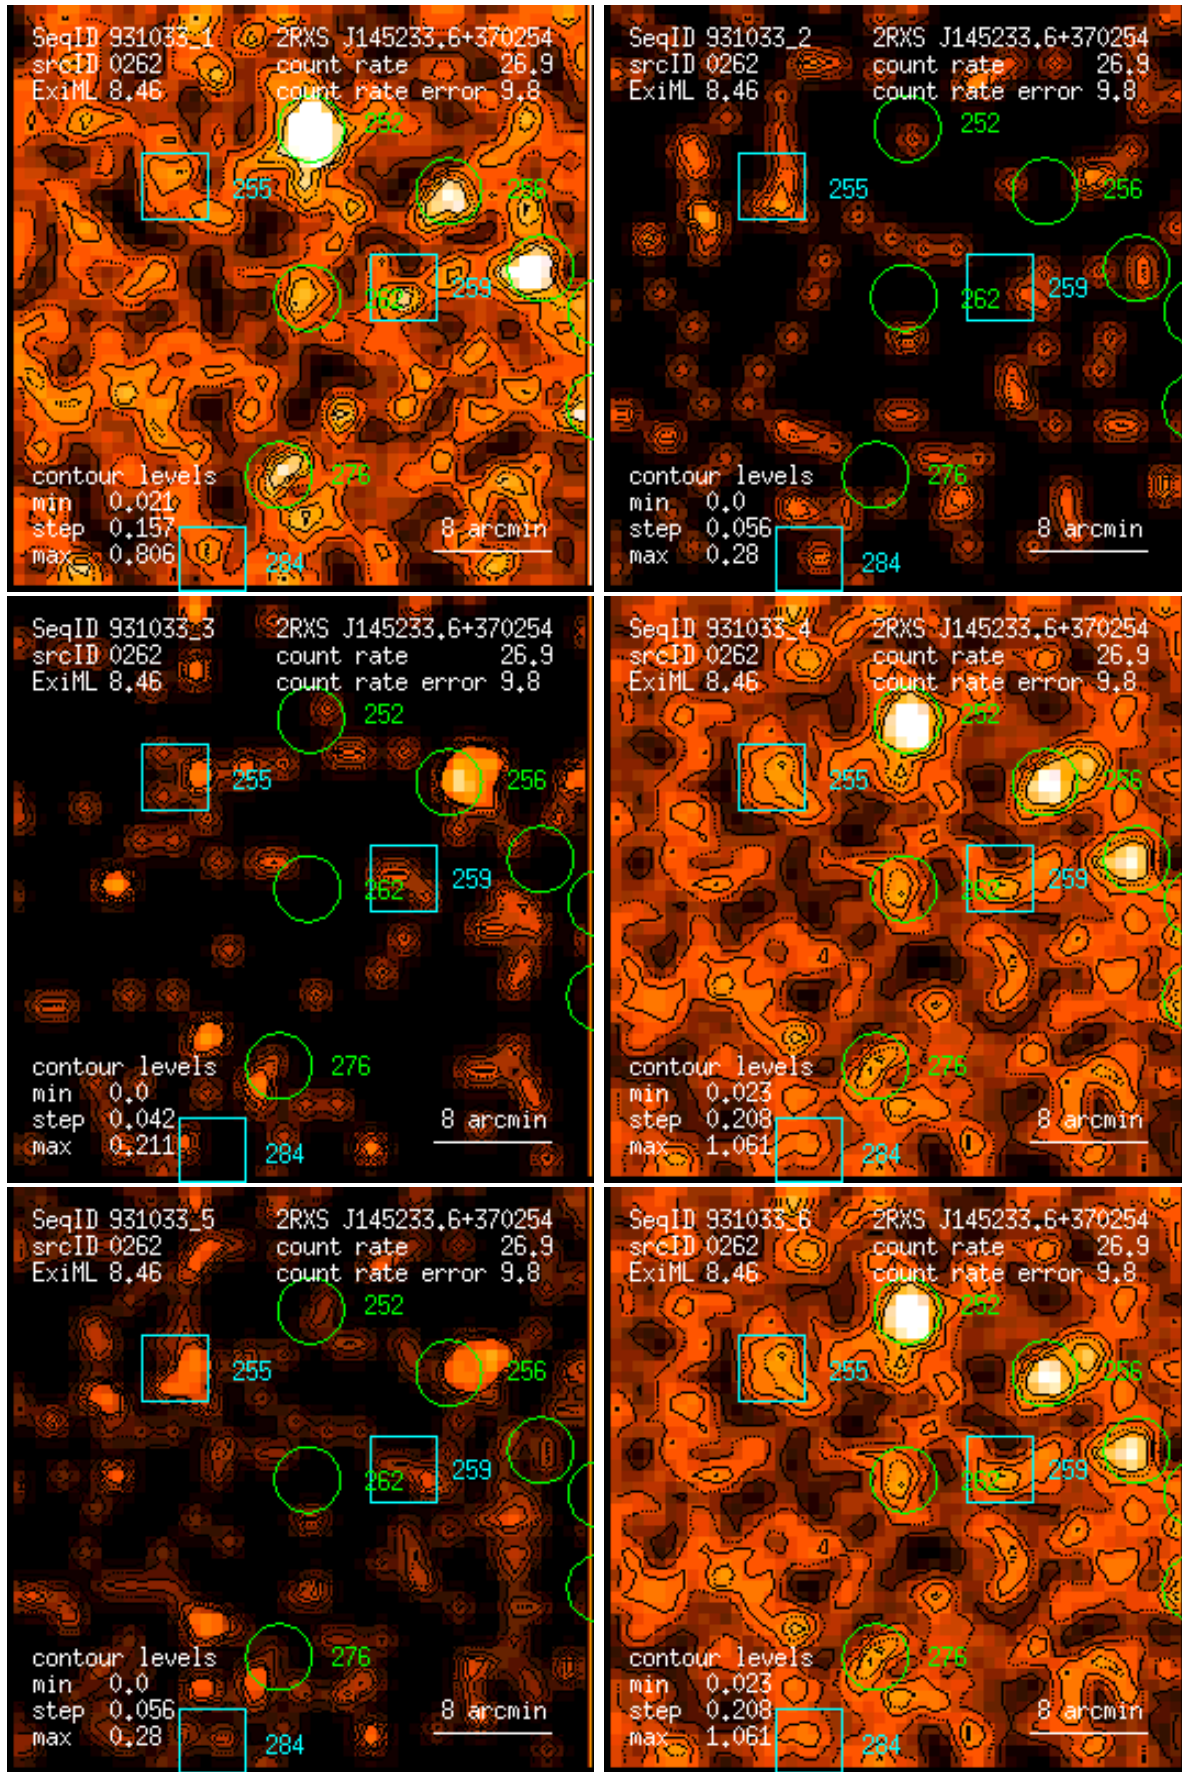 SeqID 931033_1 2RXS J145233.6+370254
srcID 0262 count rate 26.9
ExiML 8.46 count rate error 9.8
252
255
256
262
259
276
contour levels
min 0.021
step 0.157
max 0.806
8 arcmin
284
SeqID 931033_2 2RXS J145233.6+370254
srcID 0262 count rate 26.9
ExiML 8.46 count rate error 9.8
252
255
256
262
259
276
contour levels
min 0.0
step 0.056
max 0.28
8 arcmin
284
SeqID 931033_3 2RXS J145233.6+370254
srcID 0262 count rate 26.9
ExiML 8.46 count rate error 9.8
252
255
256
262
259
276
contour levels
min 0.0
step 0.042
max 0.211
8 arcmin
284
SeqID 931033_4 2RXS J145233.6+370254
srcID 0262 count rate 26.9
ExiML 8.46 count rate error 9.8
252
255
256
262
259
276
contour levels
min 0.023
step 0.208
max 1.061
8 arcmin
284
SeqID 931033_5 2RXS J145233.6+370254
srcID 0262 count rate 26.9
ExiML 8.46 count rate error 9.8
252
255
256
262
259
276
contour levels
min 0.0
step 0.056
max 0.28
8 arcmin
284
SeqID 931033_6 2RXS J145233.6+370254
srcID 0262 count rate 26.9
ExiML 8.46 count rate error 9.8
252
255
256
262
259
276
contour levels
min 0.023
step 0.208
max 1.061
8 arcmin
284